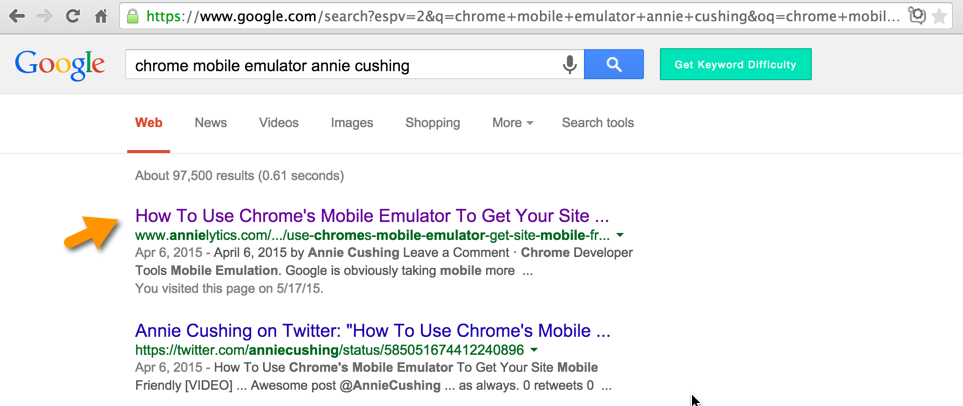 https://www.google.com/search?espv=2&q=chrome+mobile+emulator+annie+cushing&oq=chrome+mobil...
Google
chrome mobile emulator annie cushing
Get Keyword Difficulty
Web News Videos Images Shopping More Search tools
About 97,500 results (0.61 seconds)
How To Use Chrome's Mobile Emulator To Get Your Site ...
www.annielytics.com/.../use-chromes-mobile-emulator-get-site-mobile-fr...
Apr 6, 2015 - April 6, 2015 by Annie Cushing Leave a Comment · Chrome Developer
Tools Mobile Emulation. Google is obviously taking mobile more ...
You visited this page on 5/17/15.
Annie Cushing on Twitter: "How To Use Chrome's Mobile ...
https://twitter.com/anniecushing/status/585051674412240896
Apr 6, 2015 - How To Use Chrome's Mobile Emulator To Get Your Site Mobile
Friendly [VIDEO] ... Awesome post @AnnieCushing ... as always. 0 retweets 0 ...